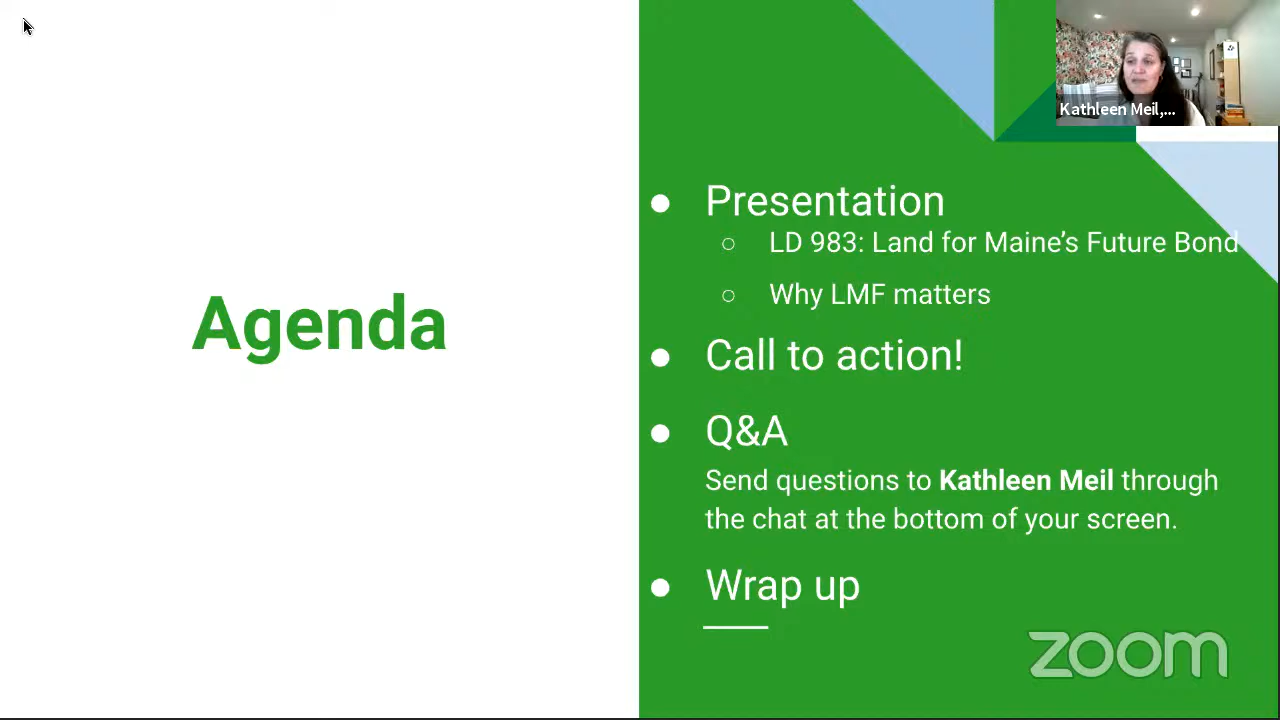 Agenda
Kathleen Meil,...
● Presentation
○ LD 983: Land for Maine’s Future Bond
○ Why LMF matters
● Call to action!
● Q&A
Send questions to Kathleen Meil through
the chat at the bottom of your screen.
● Wrap up
zoom